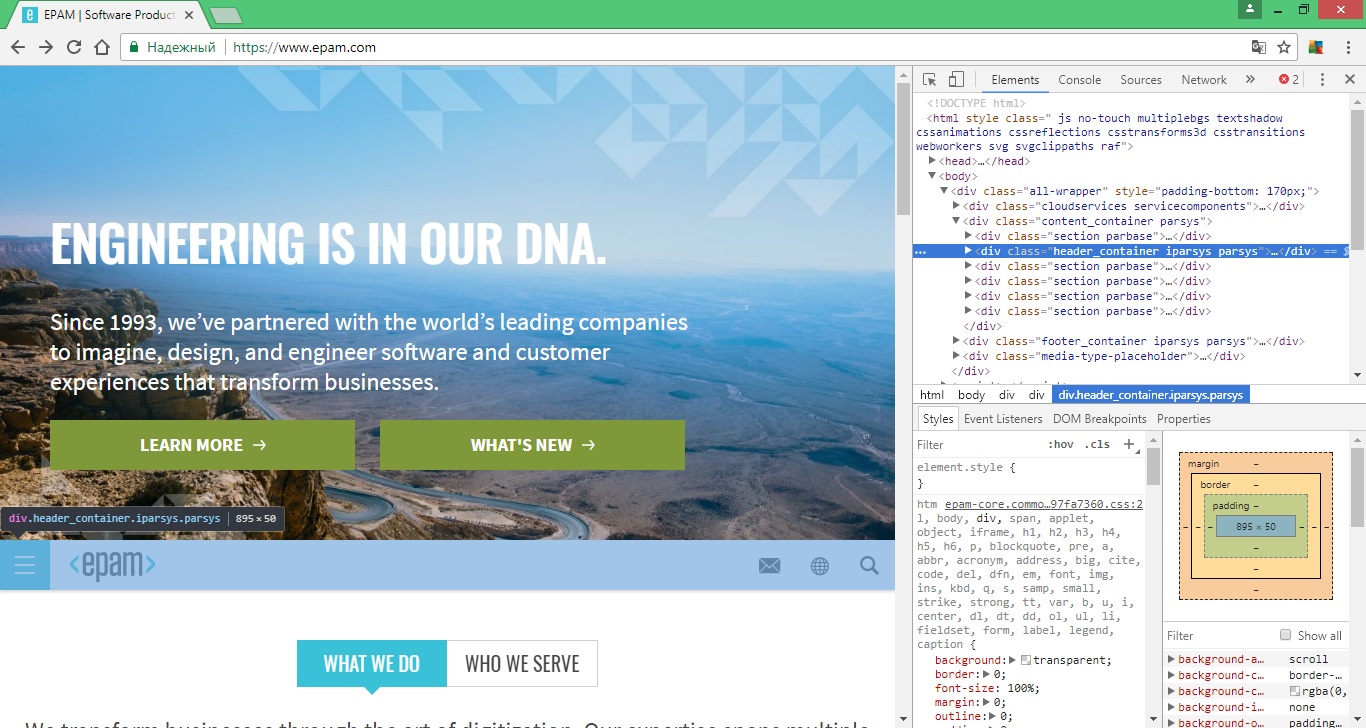 EPAM | Software Product
Надежный
https://www.epam.com
ENGINEERING IS IN OUR DNA.
Since 1993, we’ve partnered with the world’s leading companies
to imagine, design, and engineer software and customer
experiences that transform businesses.
LEARN MORE →
WHAT'S NEW →
div.header_container.iparsys.parsys | 895 × 50
<epam>
WHAT WE DO
WHO WE SERVE
We transform businesses through the art of digitization. Our expertise spans multiple
Elements Console Sources Network » 2
<!DOCTYPE html>
<html style class=" js no-touch multiplebgs textshadow
cssanimations cssreflections csstransforms3d csstransitions
webworkers svg svgclippaths raf">
<head>…</head>
<body>
<div class="all-wrapper" style="padding-bottom: 170px;">
<div class="cloudservices servicecomponents">…</div>
<div class="content_container parsys">
<div class="section parbase">…</div>
<div class="header_container iparsys parsys">…</div> == $
<div class="section parbase">…</div>
<div class="section parbase">…</div>
<div class="section parbase">…</div>
<div class="section parbase">…</div>
</div>
<div class="footer_container iparsys parsys">…</div>
<div class="media-type-placeholder">…</div>
</div>
html body div div div.header_container.iparsys.parsys
Styles Event Listeners DOM Breakpoints Properties
Filter :hov .cls +
element.style {
}
htm epam-core.commo…97fa7360.css:2
l, body, div, span, applet,
object, iframe, h1, h2, h3, h4,
h5, h6, p, blockquote, pre, a,
abbr, acronym, address, big, cite,
code, del, dfn, em, font, img,
ins, kbd, q, s, samp, small,
strike, strong, tt, var, b, u, i,
center, dl, dt, dd, ol, ul, li,
fieldset, form, label, legend,
caption {
background: transparent;
border: 0;
font-size: 100%;
margin: 0;
outline: 0;
margin –
border –
padding –
– – – 895 × 50 – – –
–
–
–
Filter Show all
background-a… scroll
background-c… border-…
background-c… rgba(0,
background-i… none
background-o… padding…